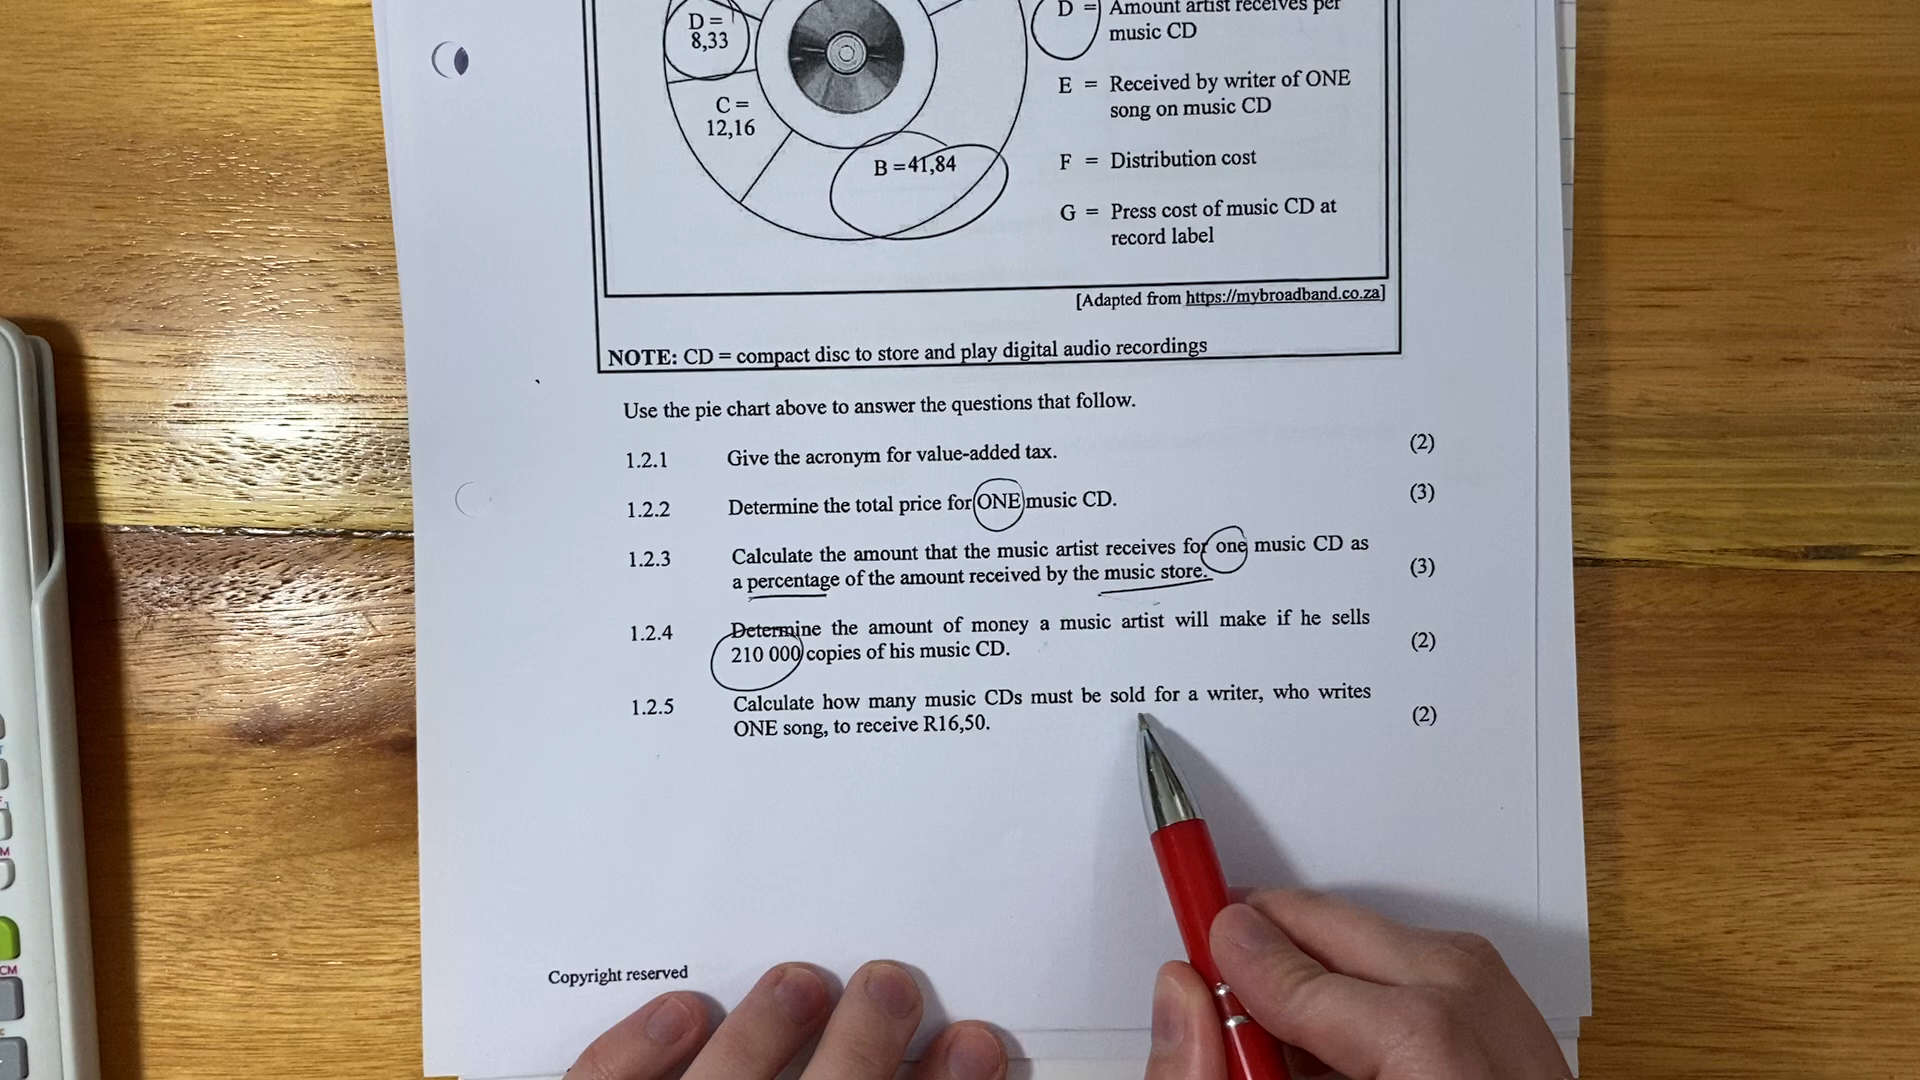 D =
8,33
C =
12,16
B =41,84
D = Amount artist receives per
music CD
E = Received by writer of ONE
song on music CD
F = Distribution cost
G = Press cost of music CD at
record label
[Adapted from https://mybroadband.co.za]
NOTE: CD = compact disc to store and play digital audio recordings
Use the pie chart above to answer the questions that follow.
1.2.1 Give the acronym for value-added tax. (2)
1.2.2 Determine the total price for ONE music CD. (3)
1.2.3 Calculate the amount that the music artist receives for one music CD as
a percentage of the amount received by the music store. (3)
1.2.4 Determine the amount of money a music artist will make if he sells
210 000 copies of his music CD. (2)
1.2.5 Calculate how many music CDs must be sold for a writer, who writes
ONE song, to receive R16,50. (2)
Copyright reserved